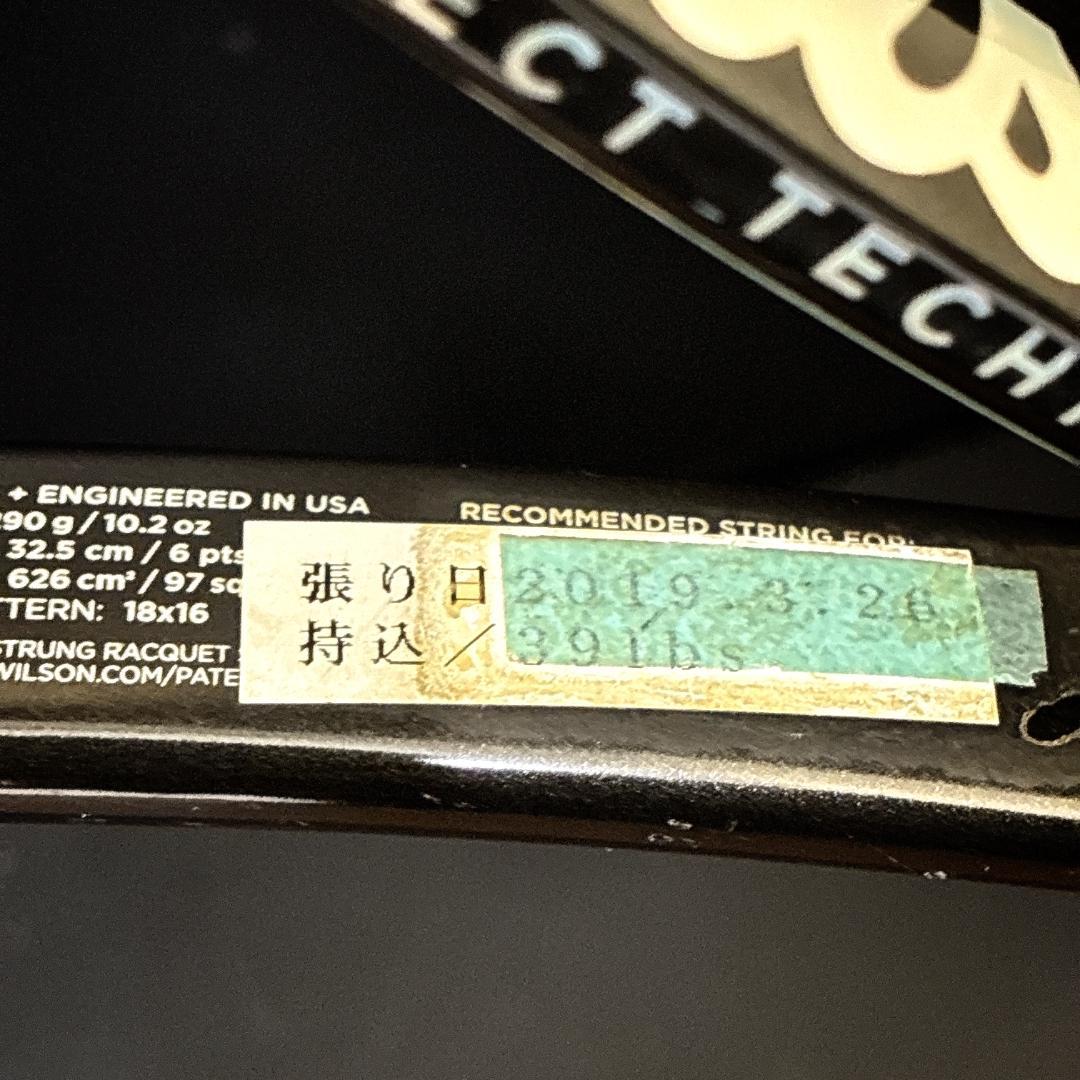 ECT TECH
+ ENGINEERED IN USA
290 g / 10.2 oz
32.5 cm / 6 pts
626 cm² / 97 sq
TTERN: 18x16
STRUNG RACQUET
WILSON.COM/PATE
RECOMMENDED STRING FOR:
張り日 2019.3.26
持込／39lbs